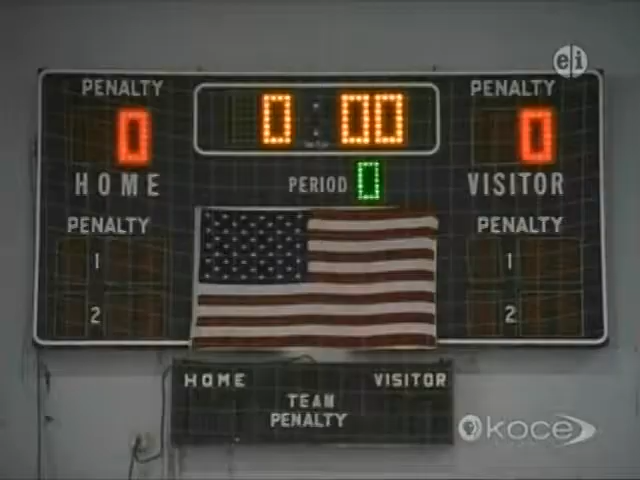 e/i
PENALTY PENALTY
0 0 : 00 0
HOME PERIOD 0 VISITOR
PENALTY PENALTY
1 1
2 2
HOME VISITOR
TEAM
PENALTY
koce